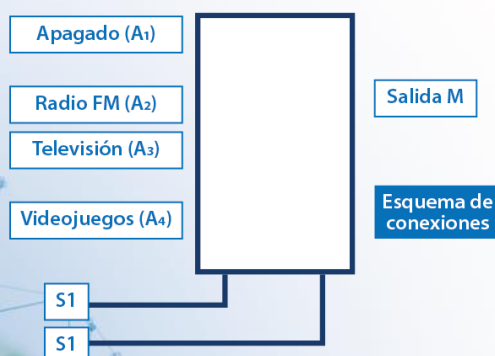 Apagado (A1)
Radio FM (A2)
Televisión (A3)
Videojuegos (A4)
Salida M
Esquema de
conexiones
S1
S1